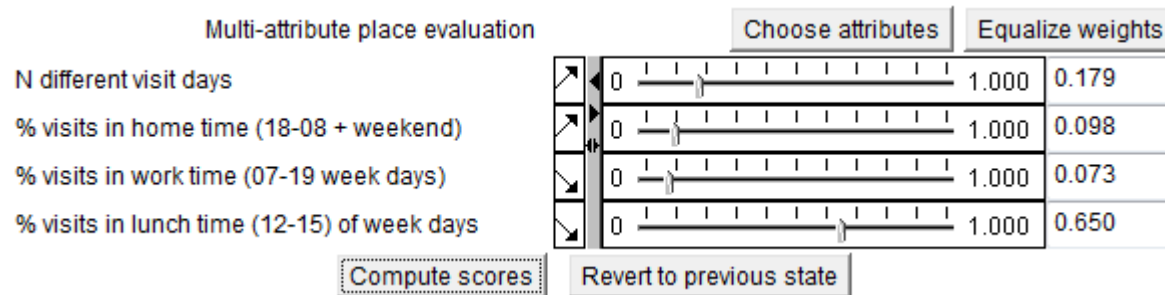 Multi-attribute place evaluation Choose attributes Equalize weights
N different visit days 0 1.000 0.179
% visits in home time (18-08 + weekend) 0 1.000 0.098
% visits in work time (07-19 week days) 0 1.000 0.073
% visits in lunch time (12-15) of week days 0 1.000 0.650
Compute scores Revert to previous state